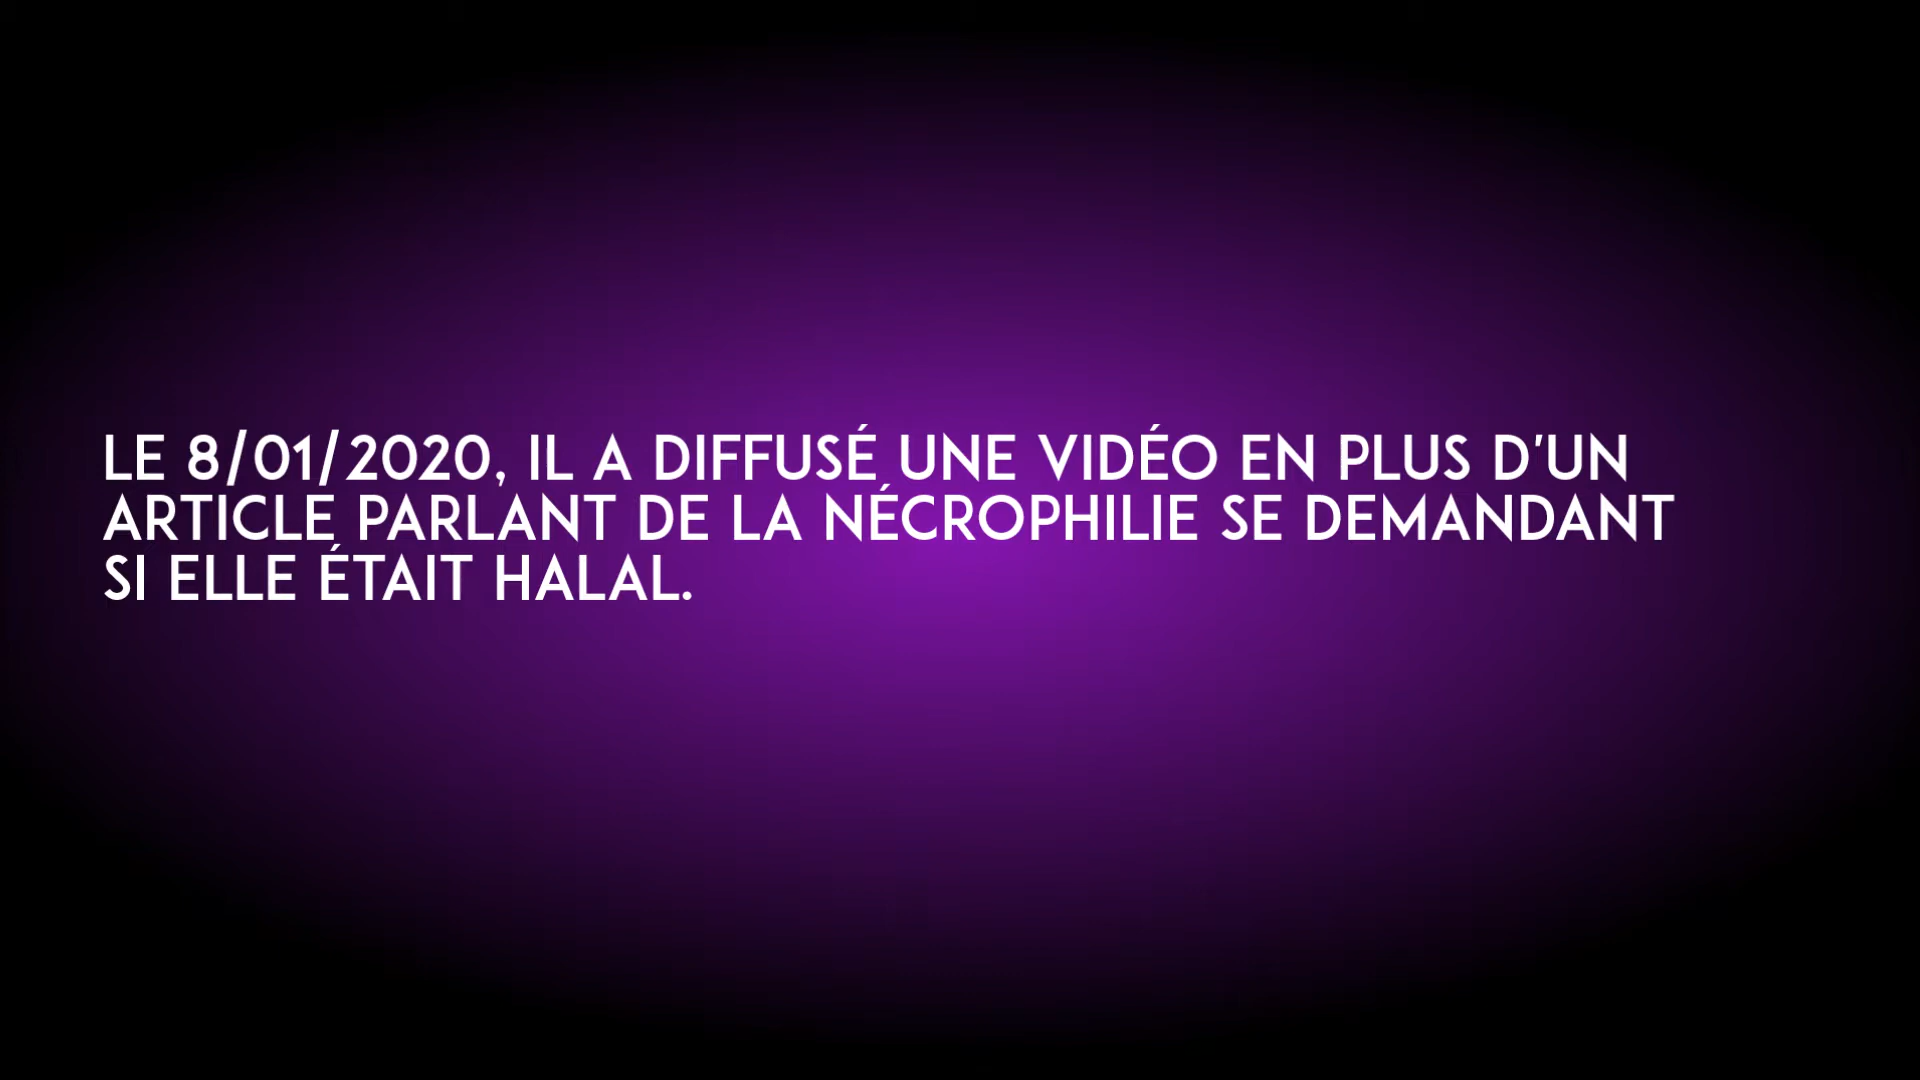 LE 8/01/2020, IL A DIFFUSÉ UNE VIDÉO EN PLUS D'UN
ARTICLE PARLANT DE LA NÉCROPHILIE SE DEMANDANT
SI ELLE ÉTAIT HALAL.